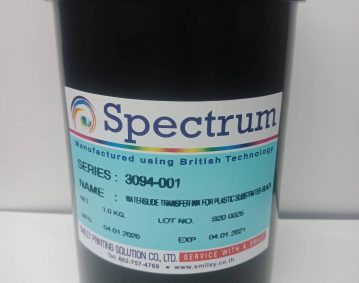 Spectrum
Manufactured using British Technology
SERIES : 3094-001
NAME : WATERSLIDE TRANSFER INK FOR PLASTIC SUBSTRATES-BLACK
NET : 1.0 KG. LOT NO. S20 0025
MFG 04.01.2020 EXP 04.01.2021
SMILEY PRINTING SOLUTION CO., LTD. SERVICE WITH A SMILE
Tel. 662-757-4769 www.smiley.co.th